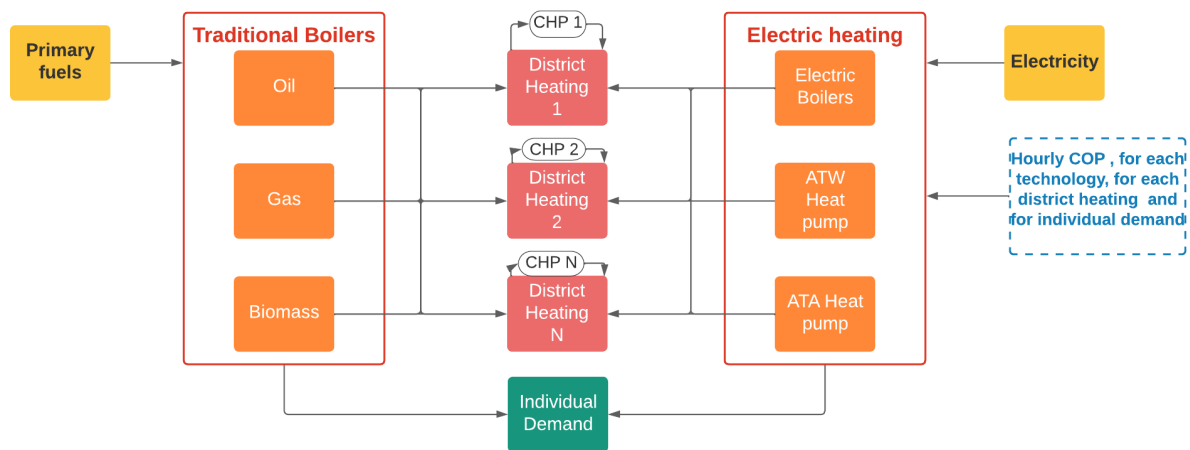 Primary
fuels
Traditional Boilers
Oil
Gas
Biomass
CHP 1
District
Heating
1
CHP 2
District
Heating
2
CHP N
District
Heating
N
Individual
Demand
Electric heating
Electric
Boilers
ATW
Heat
pump
ATA Heat
pump
Electricity
Hourly COP , for each
technology, for each
district heating and
for individual demand